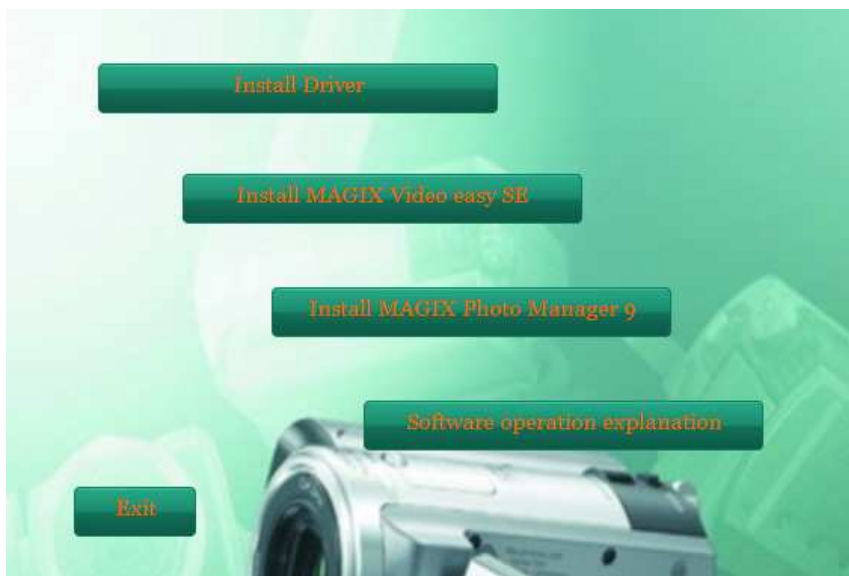 Install Driver
Install MAGIX Video easy SE
Install MAGIX Photo Manager 9
Software operation explanation
Exit